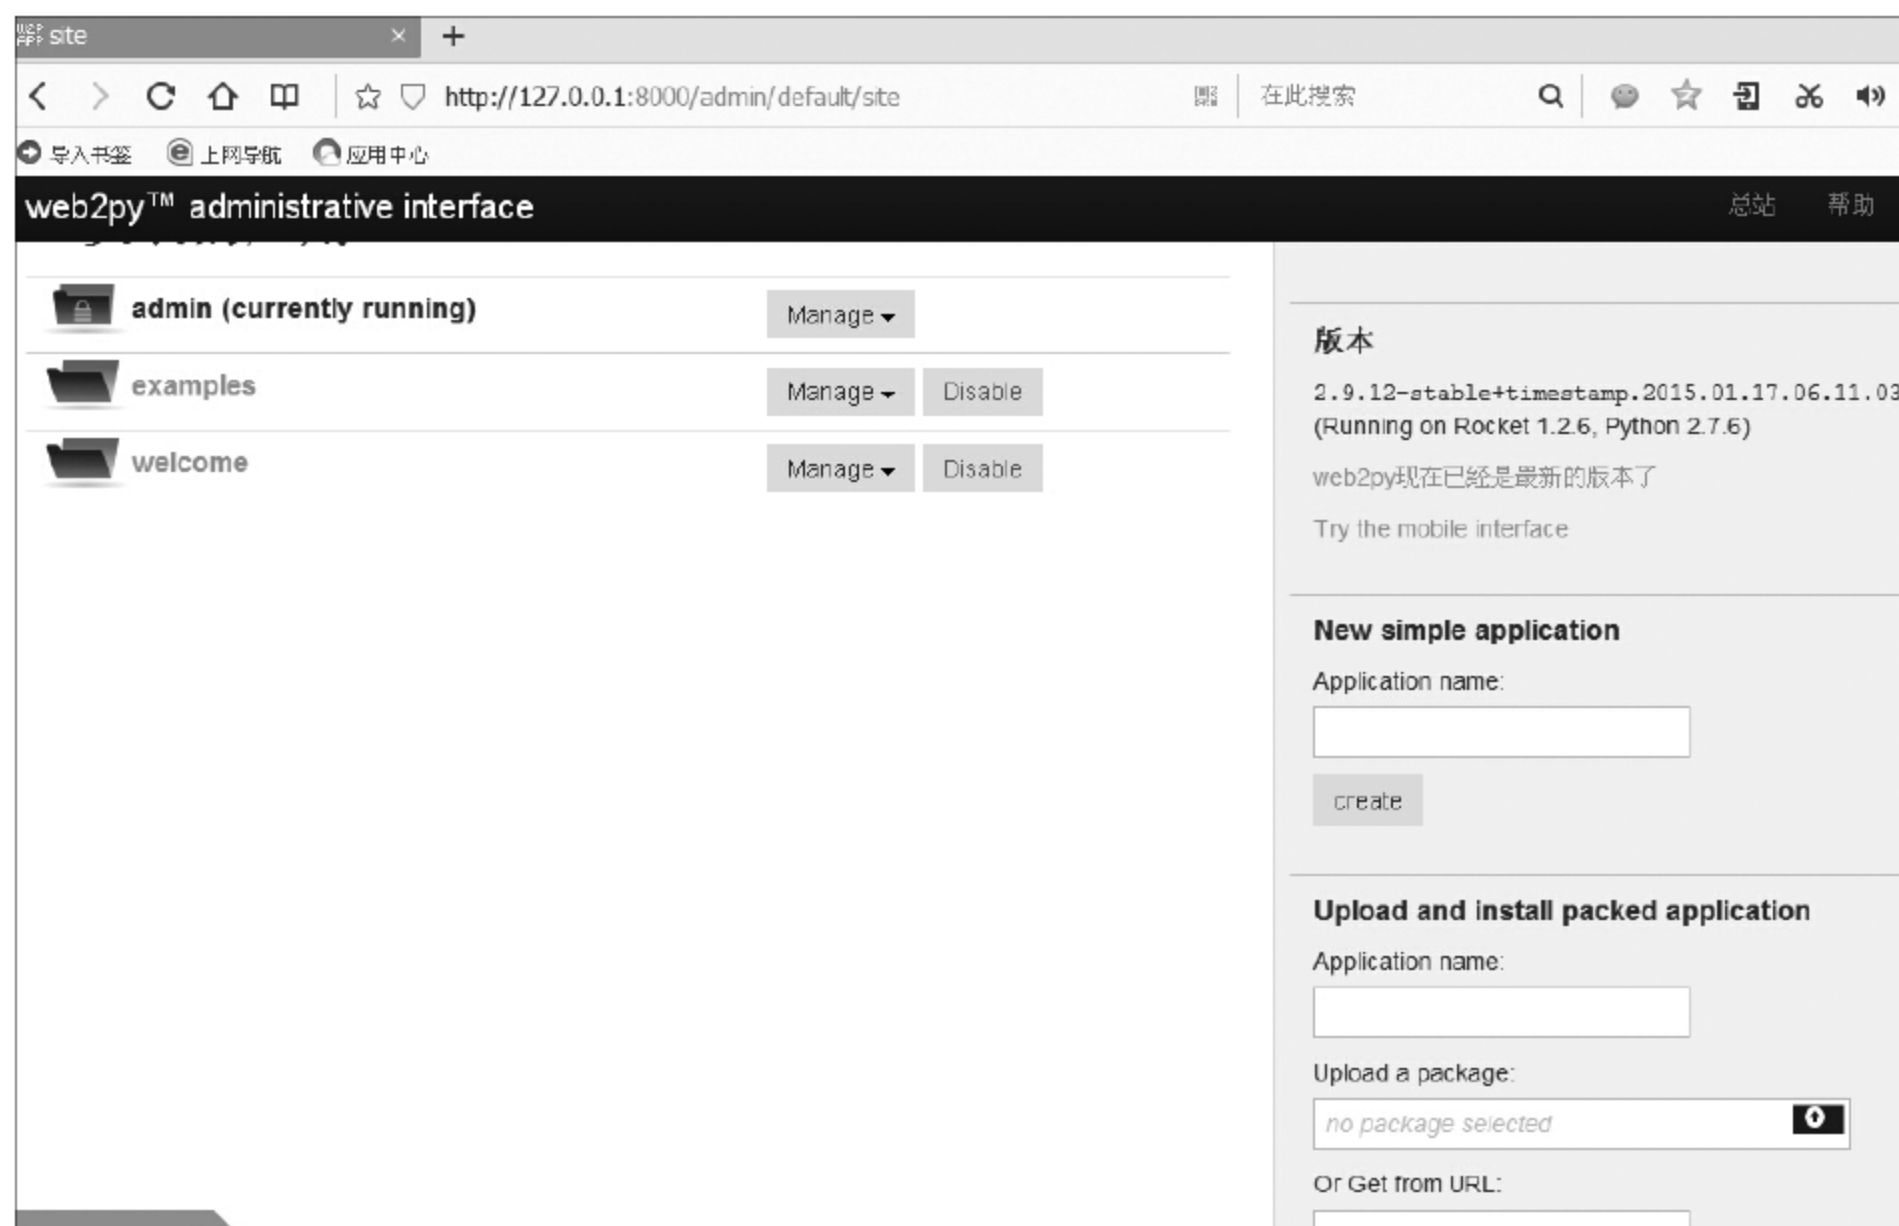 site
http://127.0.0.1:8000/admin/default/site
在此搜索
导入书签 上网导航 应用中心
web2py™ administrative interface
总站 帮助
admin (currently running)
Manage
examples
Manage Disable
welcome
Manage Disable
版本
2.9.12-stable+timestamp.2015.01.17.06.11.03
(Running on Rocket 1.2.6, Python 2.7.6)
web2py现在已经是最新的版本了
Try the mobile interface
New simple application
Application name:
create
Upload and install packed application
Application name:
Upload a package:
no package selected
Or Get from URL: